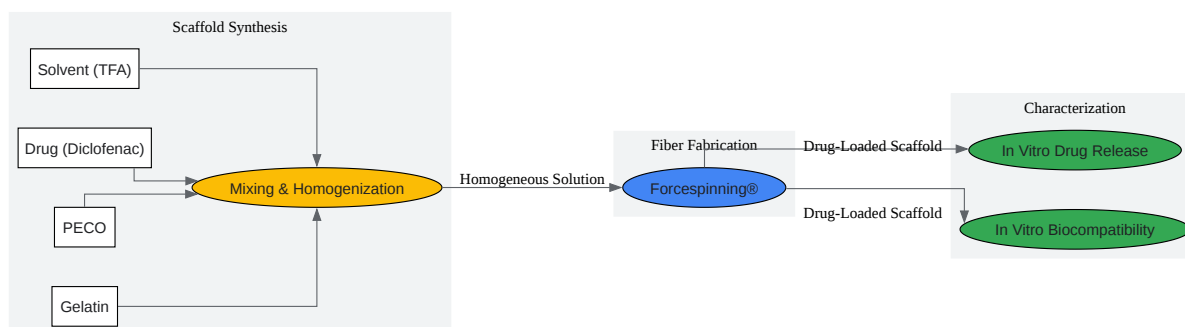 Scaffold Synthesis
Solvent (TFA)
Drug (Diclofenac)
PECO
Gelatin
Mixing & Homogenization
Homogeneous Solution
Fiber Fabrication
Forcespinning®
Drug-Loaded Scaffold
Drug-Loaded Scaffold
Characterization
In Vitro Drug Release
In Vitro Biocompatibility